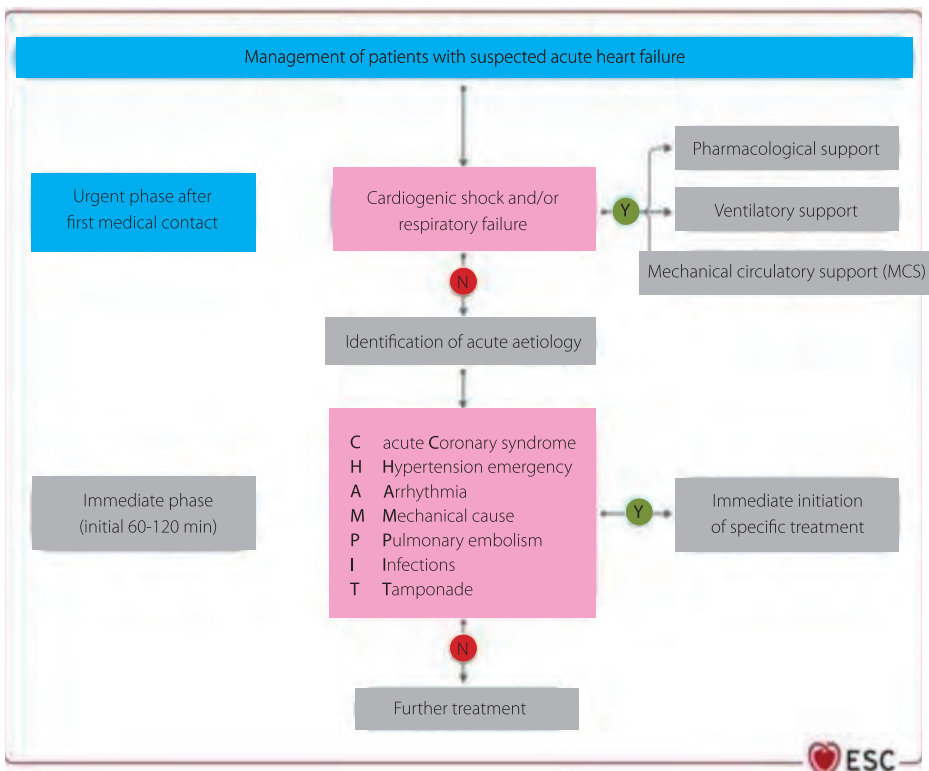 Management of patients with suspected acute heart failure
Urgent phase after
first medical contact
Cardiogenic shock and/or
respiratory failure
Y
Pharmacological support
Ventilatory support
Mechanical circulatory support (MCS)
N
Identification of acute aetiology
Immediate phase
(initial 60-120 min)
C acute Coronary syndrome
H Hypertension emergency
A Arrhythmia
M Mechanical cause
P Pulmonary embolism
I Infections
T Tamponade
Y
Immediate initiation
of specific treatment
N
Further treatment
ESC